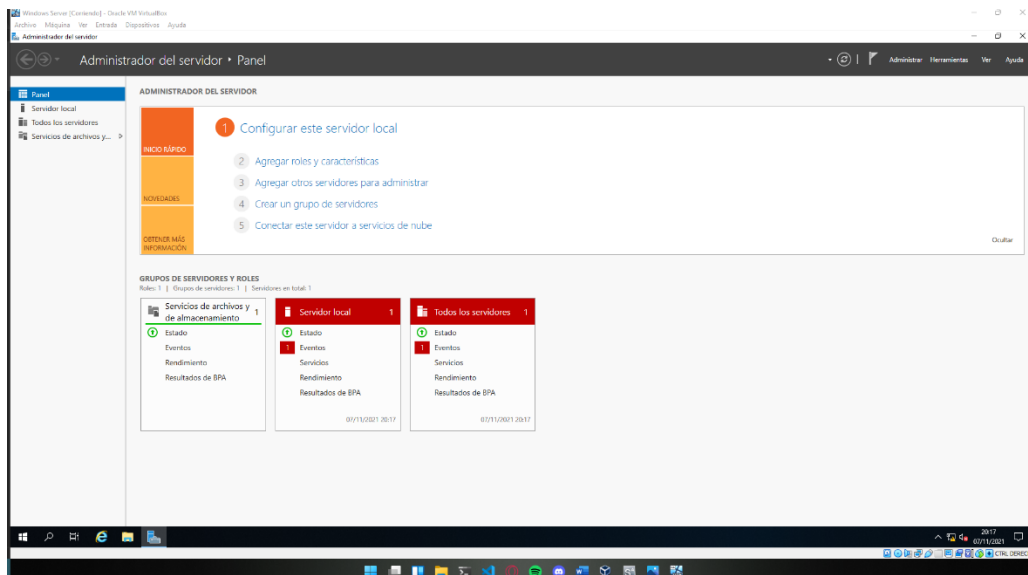 Windows Server [Corriendo] - Oracle VM VirtualBox
Archivo Máquina Ver Entrada Dispositivos Ayuda
Administrador del servidor
Administrador del servidor • Panel
Administrar Herramientas Ver Ayuda
Panel
Servidor local
Todos los servidores
Servicios de archivos y...
ADMINISTRADOR DEL SERVIDOR
INICIO RÁPIDO
NOVEDADES
OBTENER MÁS
INFORMACIÓN
1 Configurar este servidor local
2 Agregar roles y características
3 Agregar otros servidores para administrar
4 Crear un grupo de servidores
5 Conectar este servidor a servicios de nube
Ocultar
GRUPOS DE SERVIDORES Y ROLES
Roles: 1 | Grupos de servidores: 1 | Servidores en total: 1
Servicios de archivos y
de almacenamiento
1
Estado
Eventos
Rendimiento
Resultados de BPA
Servidor local 1
Estado
1 Eventos
Servicios
Rendimiento
Resultados de BPA
07/11/2021 20:17
Todos los servidores 1
Estado
1 Eventos
Servicios
Rendimiento
Resultados de BPA
07/11/2021 20:17
20:17
07/11/2021
CTRL DEREC